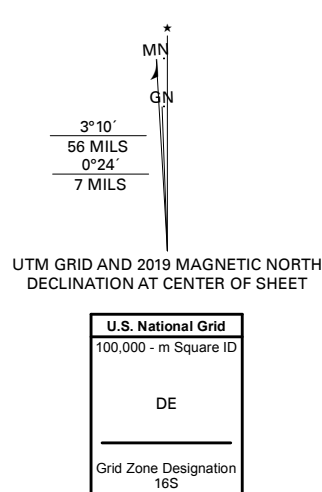 MN
GN
3°10´
56 MILS
0°24´
7 MILS
UTM GRID AND 2019 MAGNETIC NORTH
DECLINATION AT CENTER OF SHEET
U.S. National Grid
100,000 - m Square ID
DE
Grid Zone Designation
16S